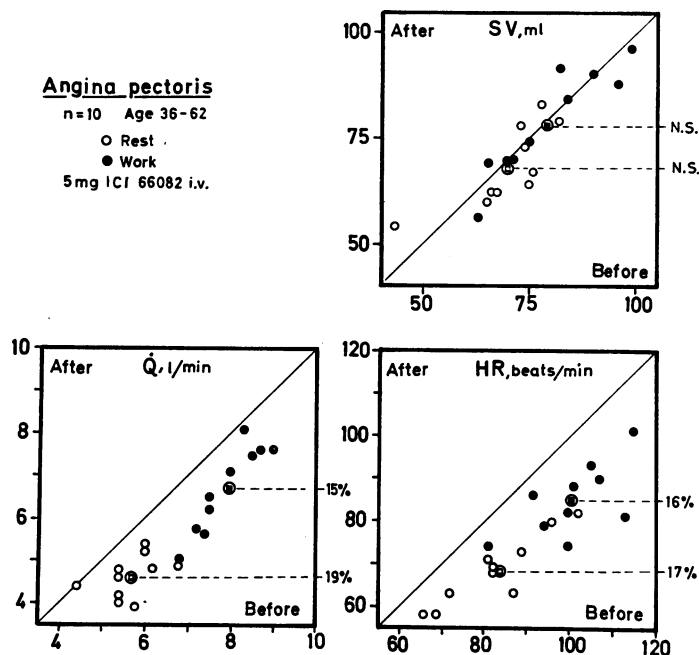 Angina pectoris
n=10 Age 36-62
Rest
Work
5mg ICI 66082 i.v.
100
After
SV, ml
75
N.S.
N.S.
50
Before
50
75
100
10
After
Q̇, l/min
8
15%
6
19%
4
Before
4
6
8
10
120
After
HR, beats/min
100
16%
80
17%
60
Before
60
80
100
120